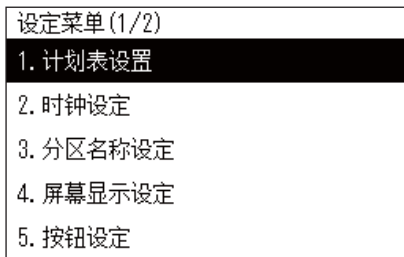 设定菜单(1/2)
1.计划表设置
2.时钟设定
3.分区名称设定
4.屏幕显示设定
5.按钮设定